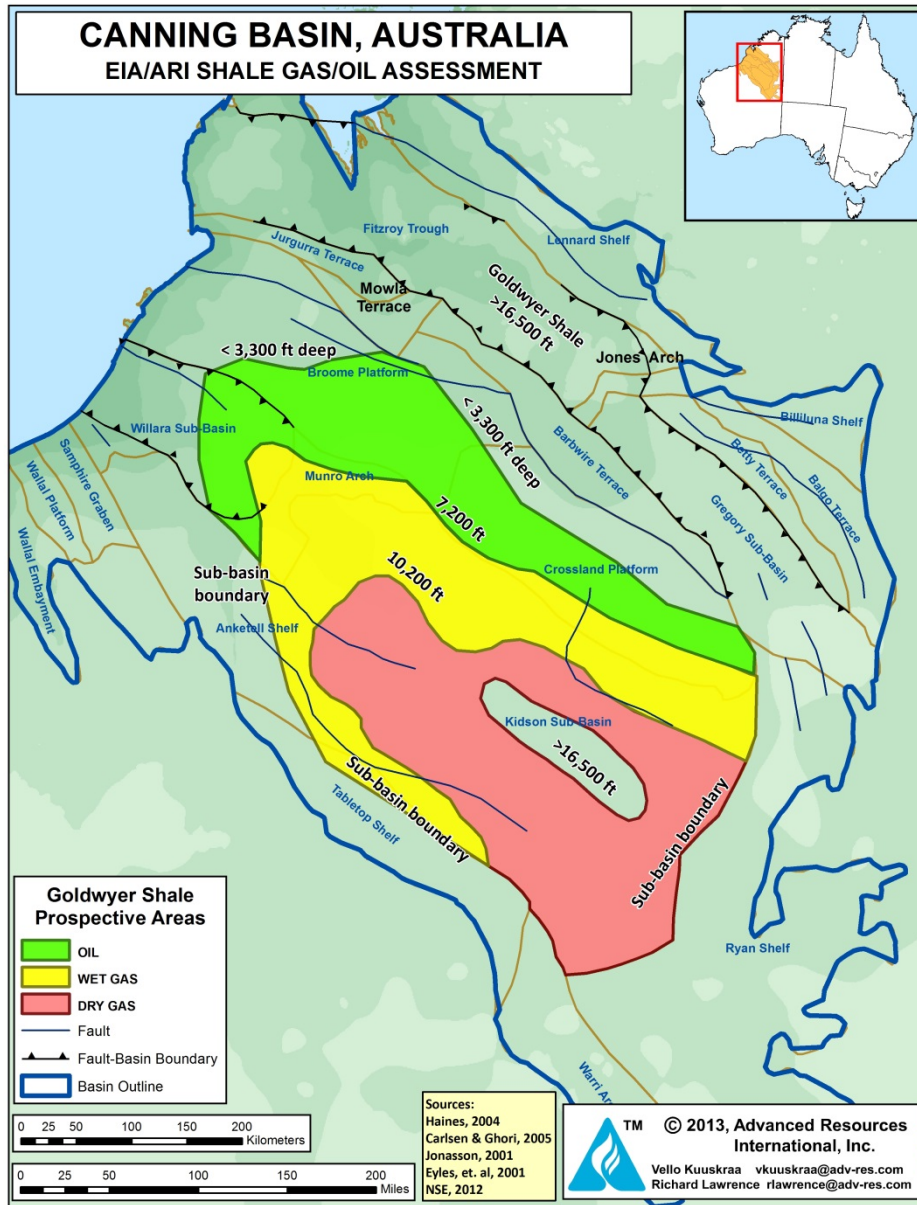 CANNING BASIN, AUSTRALIA
EIA/ARI SHALE GAS/OIL ASSESSMENT
Fitzroy Trough
Lennard Shelf
Jurgurra Terrace
Mowla
Terrace
Goldwyer Shale
>16,500 ft
Jones Arch
< 3,300 ft deep
Broome Platform
< 3,300 ft deep
Billiluna Shelf
Willara Sub-Basin
Barbwire Terrace
Betty Terrace
Balgo Terrace
Samphire Graben
Wallal Platform
Wallal Embayment
Munro Arch
7,200 ft
Gregory Sub-Basin
Sub-basin
boundary
10,200 ft
Crossland Platform
Anketell Shelf
Kidson Sub Basin
>16,500 ft
Sub-basin boundary
Tabletop Shelf
Sub-basin boundary
Ryan Shelf
Warri
Goldwyer Shale
Prospective Areas
OIL
WET GAS
DRY GAS
Fault
Fault-Basin Boundary
Basin Outline
0 25 50 100 150 200
Kilometers
0 25 50 100 150 200
Miles
Sources:
Haines, 2004
Carlsen & Ghori, 2005
Jonasson, 2001
Eyles, et. al, 2001
NSE, 2012
TM
© 2013, Advanced Resources
International, Inc.
Vello Kuuskraa vkuuskraa@adv-res.com
Richard Lawrence rlawrence@adv-res.com